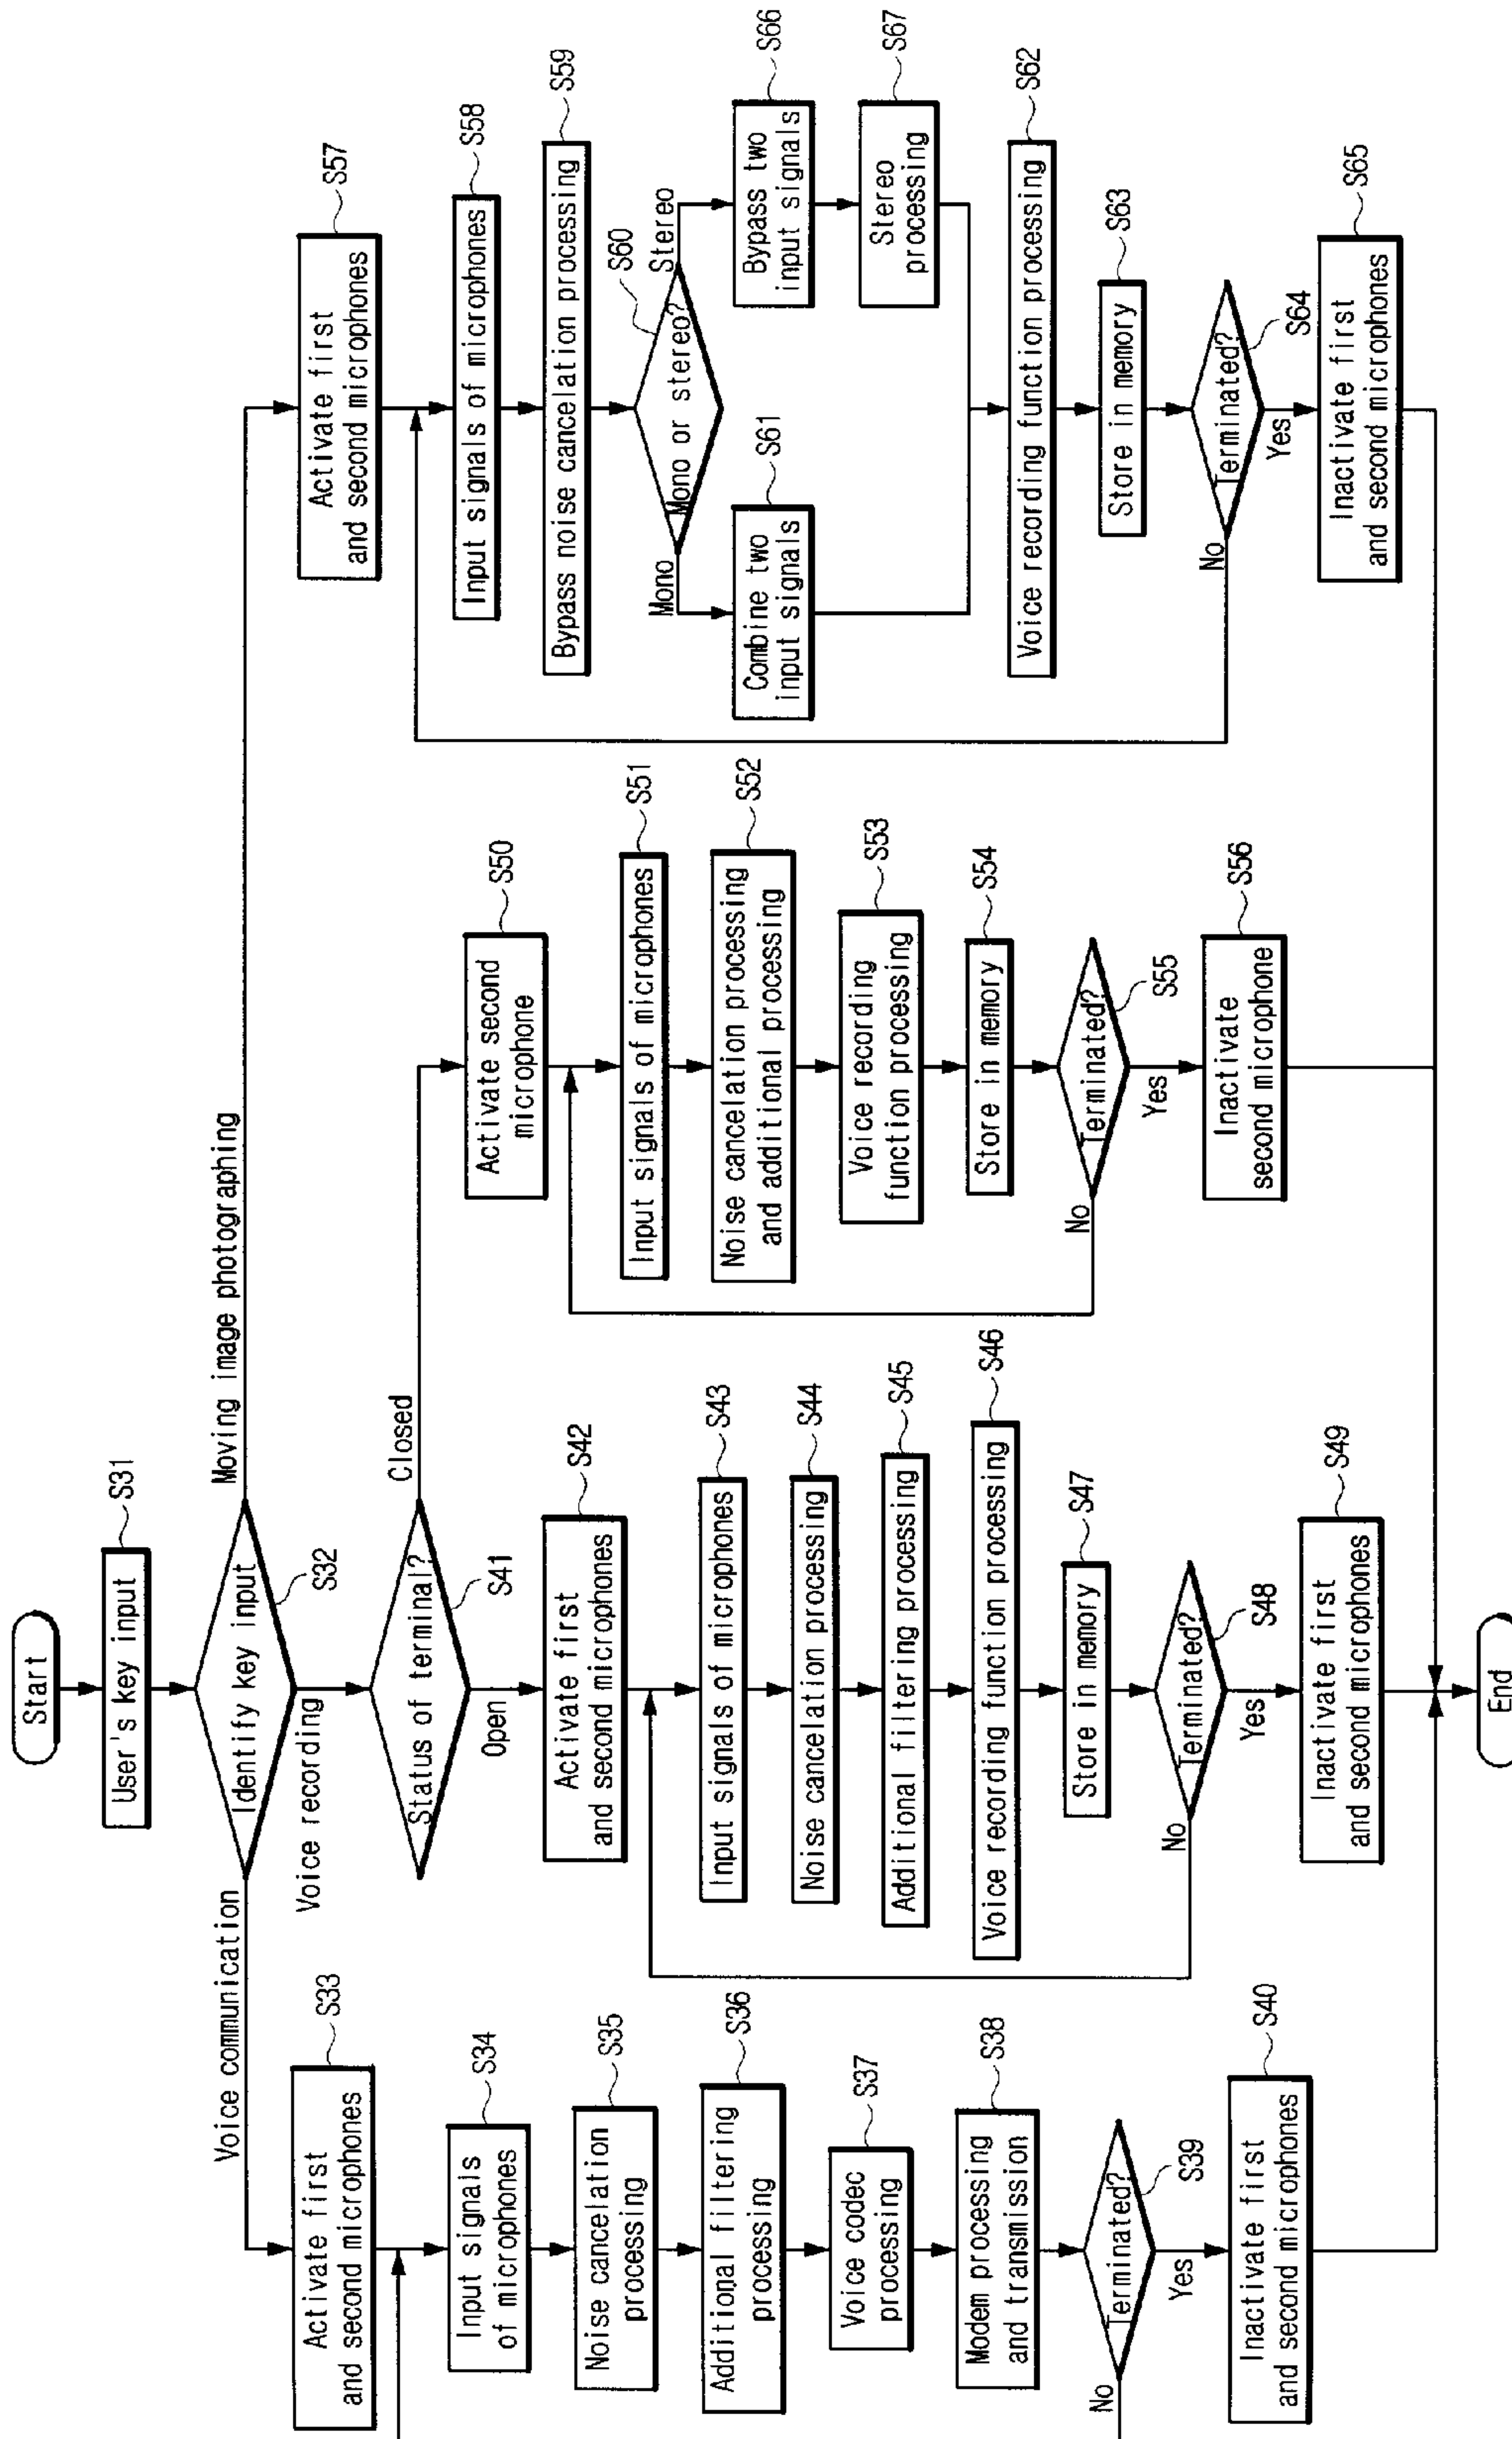 Start
User's key input
S31
Identify key input
S32
Voice communication
Voice recording
Moving image photographing
Activate first
and second microphones
S33
Input signals
of microphones
S34
Noise cancelation
processing
S35
Additional filtering
processing
S36
Voice codec
processing
S37
Modem processing
and transmission
S38
Terminated?
S39
No
Yes
Inactivate first
and second microphones
S40
Status of terminal?
S41
Open
Closed
Activate first
and second microphones
S42
Input signals of microphones
S43
Noise cancelation processing
S44
Additional filtering processing
S45
Voice recording function processing
S46
Store in memory
S47
Terminated?
S48
No
Yes
Inactivate first
and second microphones
S49
Activate second
microphone
S50
Input signals of microphones
S51
Noise cancelation processing
and additional processing
S52
Voice recording
function processing
S53
Store in memory
S54
Terminated?
S55
No
Yes
Inactivate
second microphone
S56
Activate first
and second microphones
S57
Input signals of microphones
S58
Bypass noise cancelation processing
S59
Mono or stereo?
S60
Mono
Stereo
Combine two
input signals
S61
Bypass two
input signals
S66
Stereo
processing
S67
Voice recording function processing
S62
Store in memory
S63
Terminated?
S64
No
Yes
Inactivate first
and second microphones
S65
End